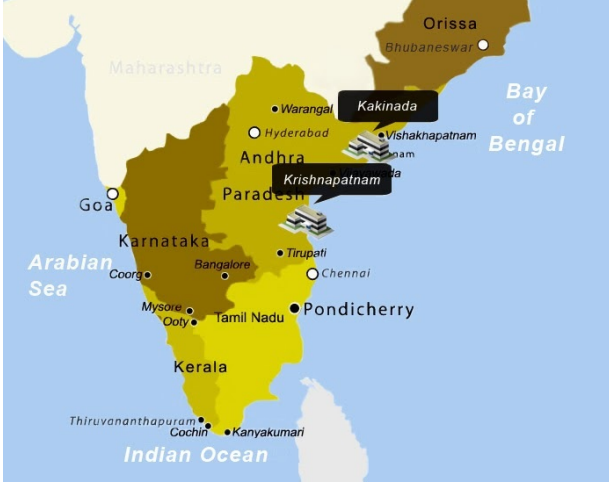 Orissa
Bhubaneswar
Maharashtra
Bay
of
Bengal
Kakinada
Warangal
Hyderabad
Vishakhapatnam
Andhra
Krishnapatnam
Paradesh
Goa
Karnataka
Tirupati
Arabian
Sea
Bangalore
Coorg
Chennai
Mysore
Ooty
Tamil Nadu
Pondicherry
Kerala
Thiruvananthapuram
Cochin
Kanyakumari
Indian Ocean